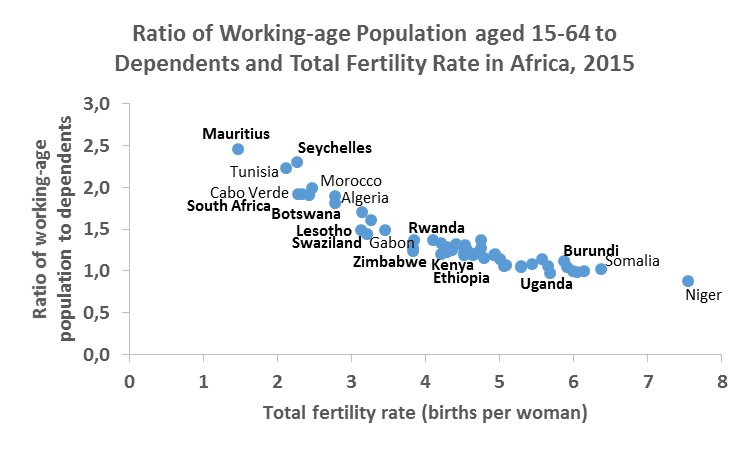 Ratio of Working-age Population aged 15-64 to
Dependents and Total Fertility Rate in Africa, 2015
Ratio of working-age
population to dependents
3,0
2,5
2,0
1,5
1,0
0,5
0,0
Mauritius
Seychelles
Tunisia
Morocco
Cabo Verde
Algeria
South Africa
Botswana
Lesotho
Rwanda
Swaziland
Gabon
Zimbabwe
Kenya
Burundi
Somalia
Ethiopia
Uganda
Niger
0 1 2 3 4 5 6 7 8
Total fertility rate (births per woman)